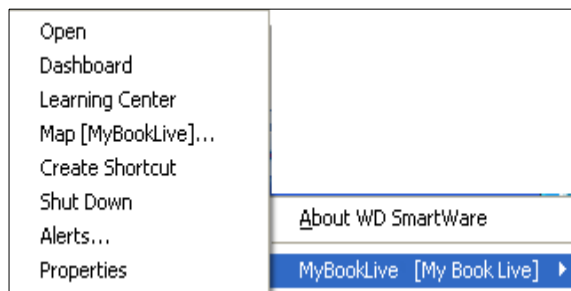 Open
Dashboard
Learning Center
Map [MyBookLive]...
Create Shortcut
Shut Down
Alerts...
Properties
About WD SmartWare
MyBookLive [My Book Live]